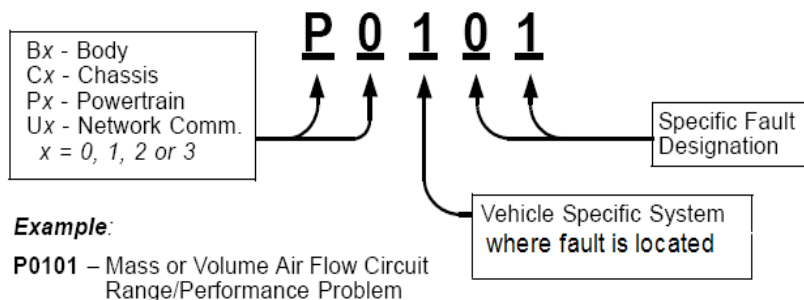 P 0 1 0 1
Bx - Body
Cx - Chassis
Px - Powertrain
Ux - Network Comm.
x = 0, 1, 2 or 3
Specific Fault
Designation
Vehicle Specific System
where fault is located
Example:
P0101 – Mass or Volume Air Flow Circuit
Range/Performance Problem